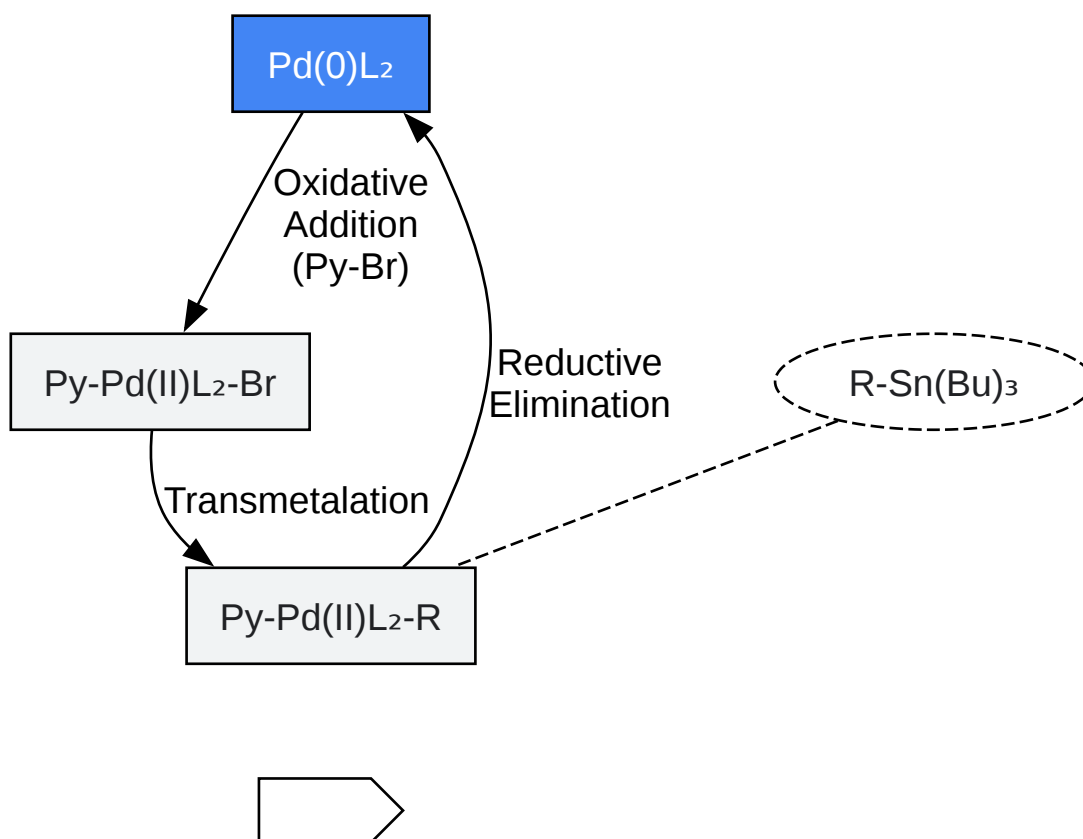 Pd(0)L₂
Oxidative
Addition
(Py-Br)
Py-Pd(II)L₂-Br
Reductive
Elimination
R-Sn(Bu)₃
Transmetalation
Py-Pd(II)L₂-R